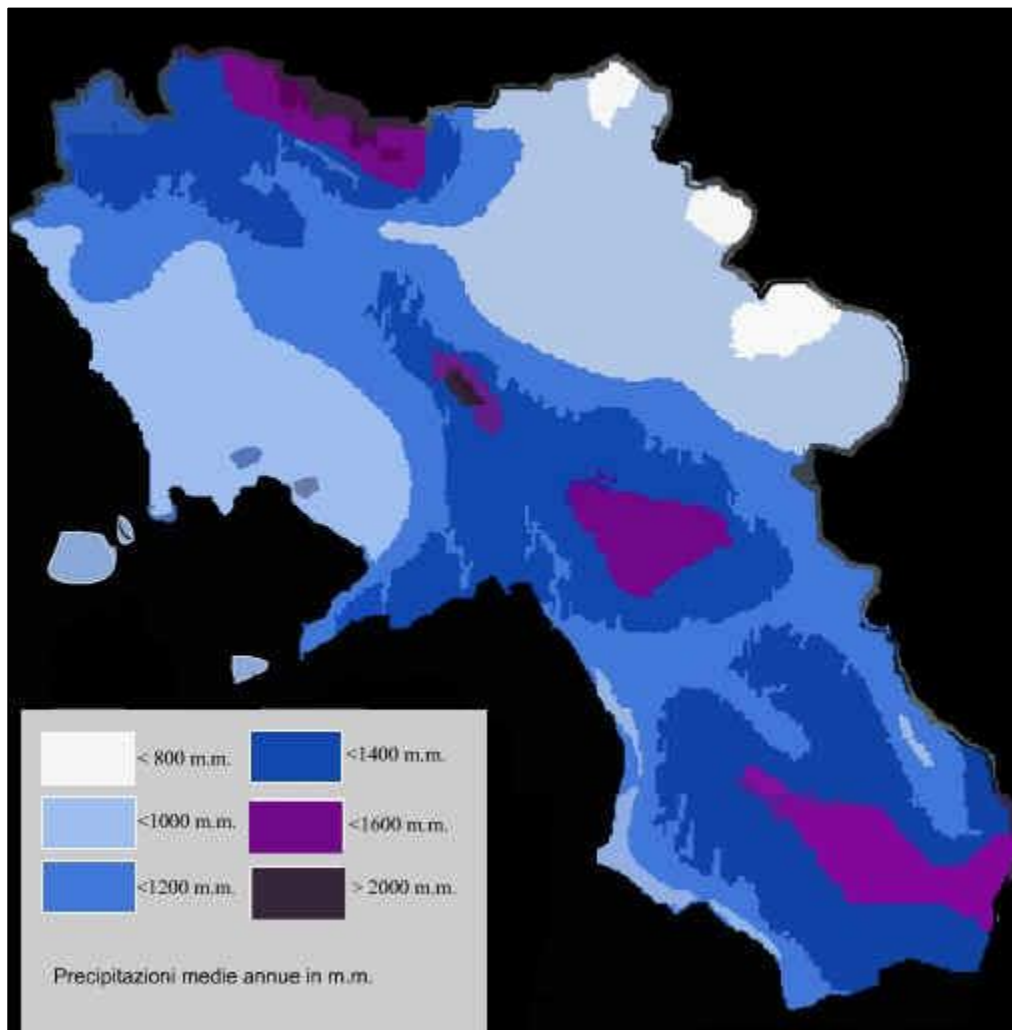 < 800 m.m. <1400 m.m.
<1000 m.m. <1600 m.m.
<1200 m.m. > 2000 m.m.
Precipitazioni medie annue in m.m.